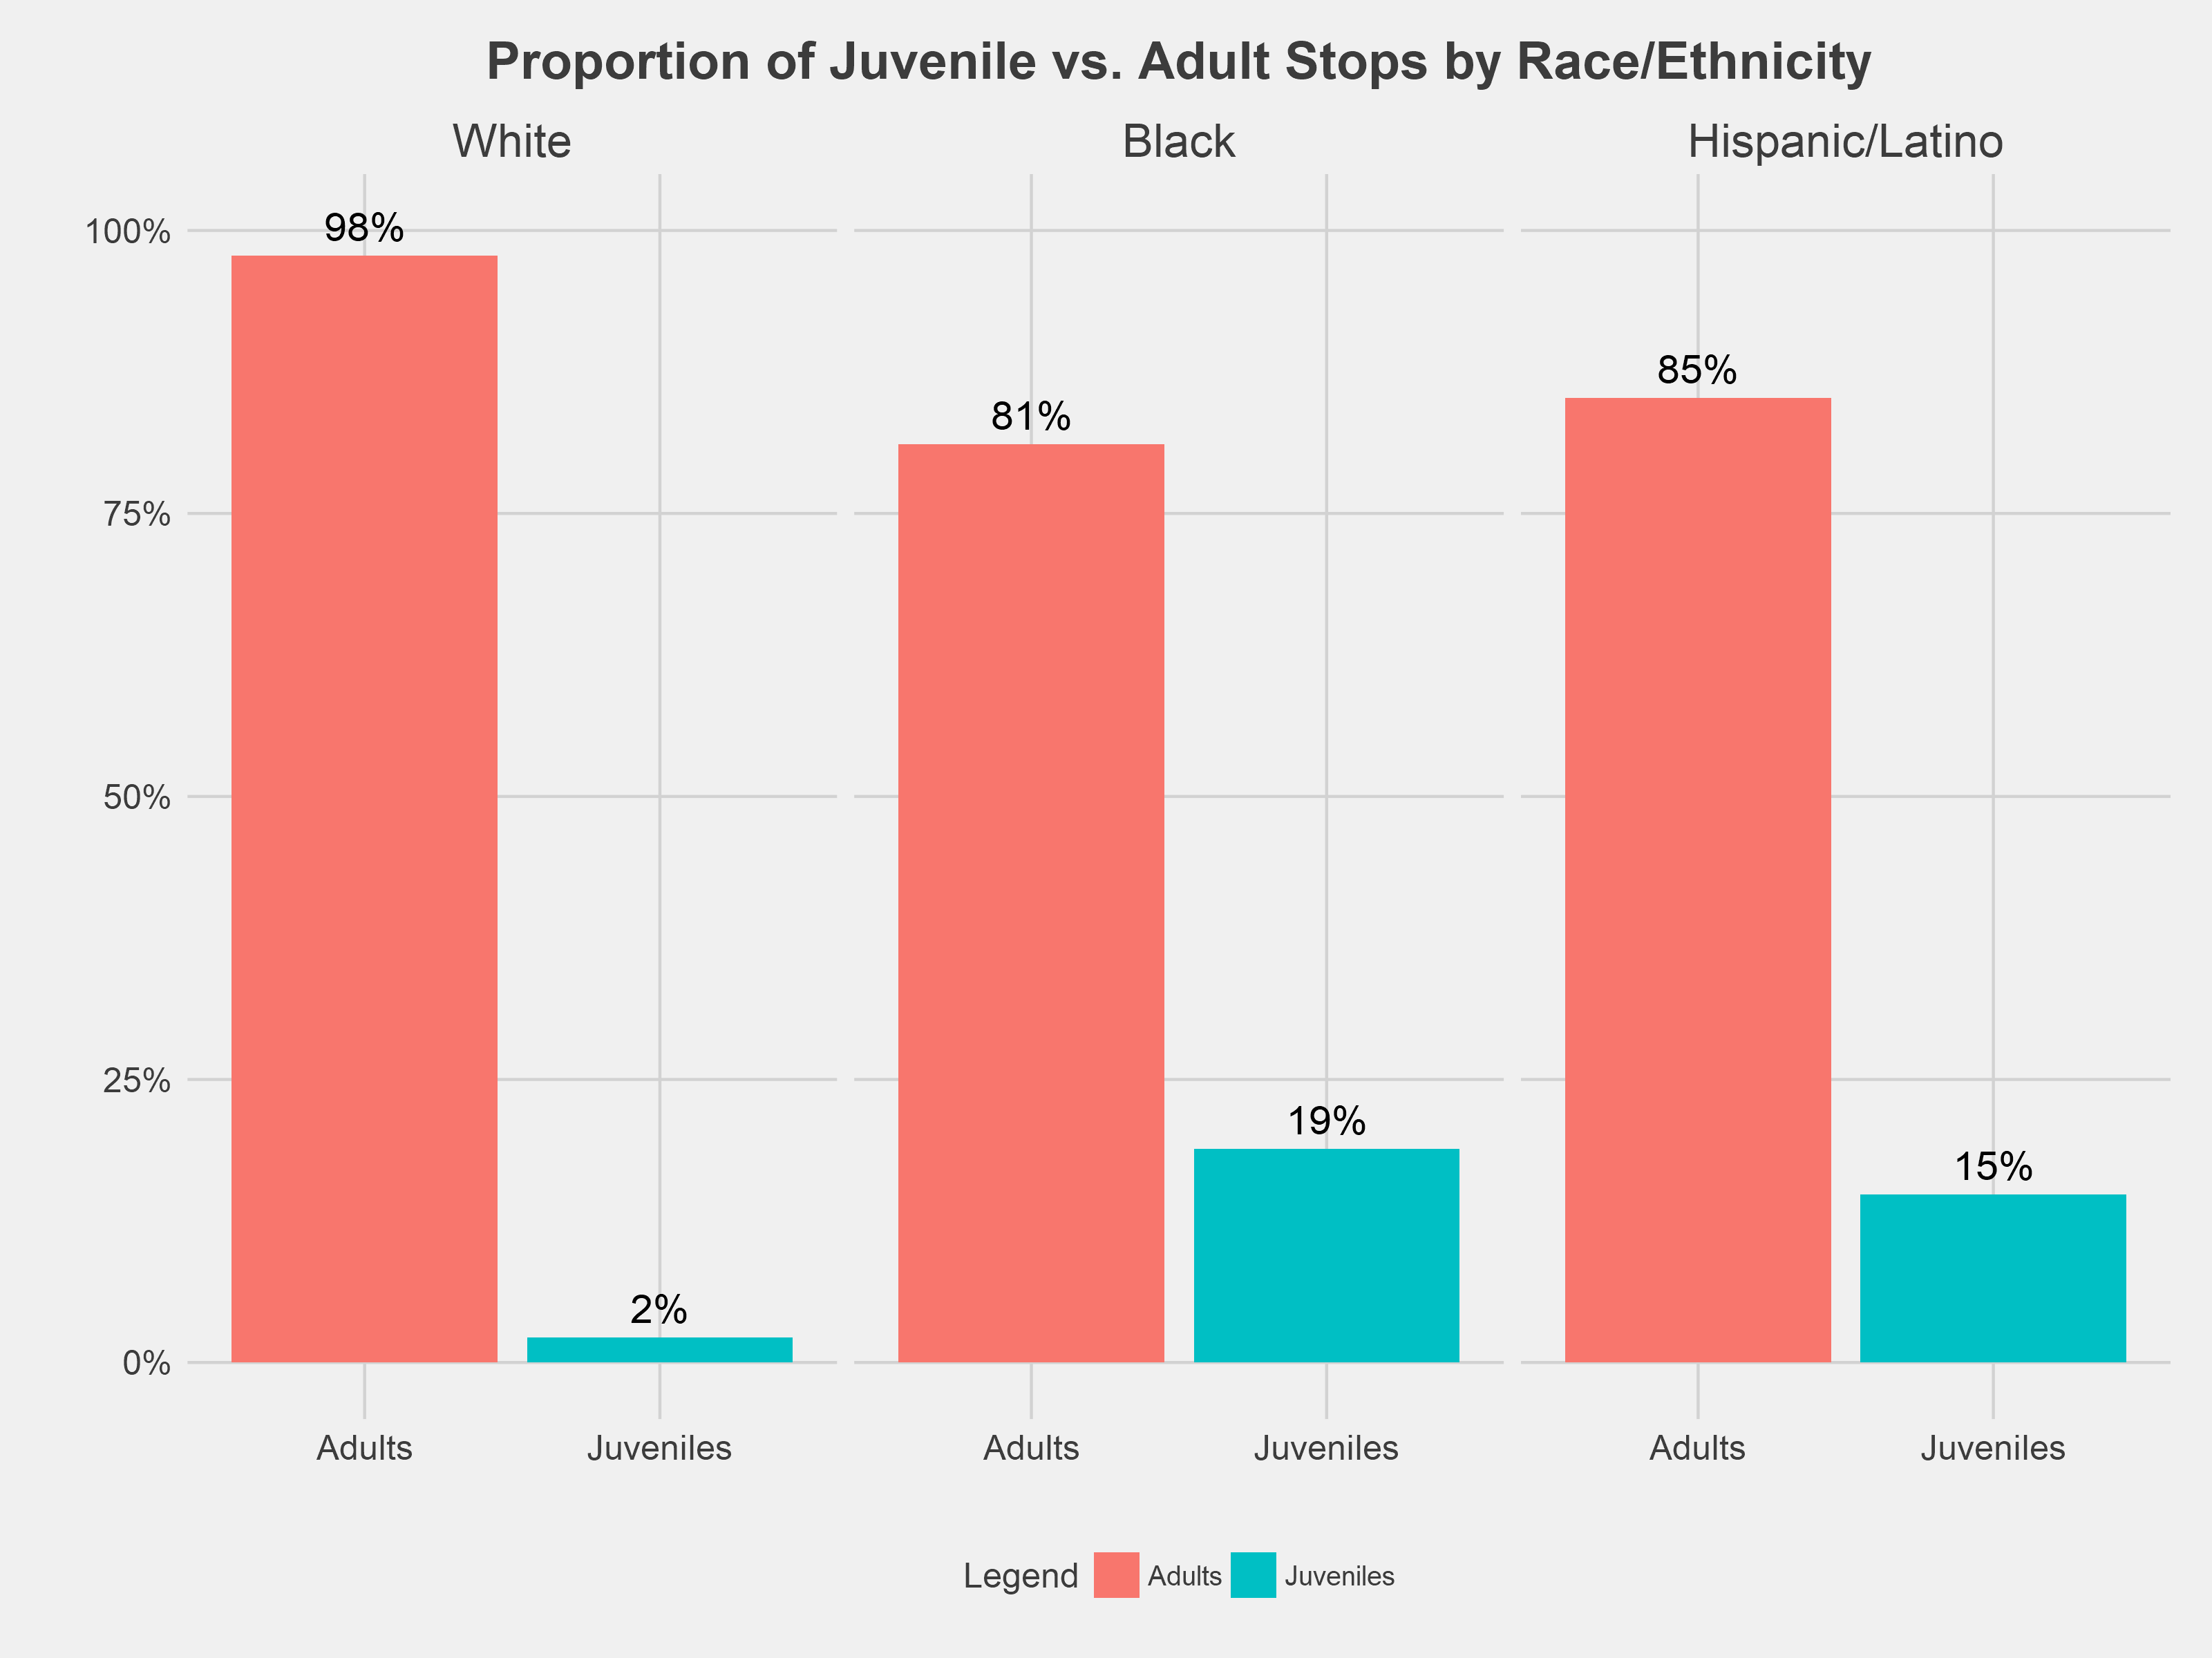 Proportion of Juvenile vs. Adult Stops by Race/Ethnicity
White Black Hispanic/Latino
100%
75%
50%
25%
0%
98%
2%
81%
19%
85%
15%
Adults Juveniles Adults Juveniles Adults Juveniles
Legend Adults Juveniles